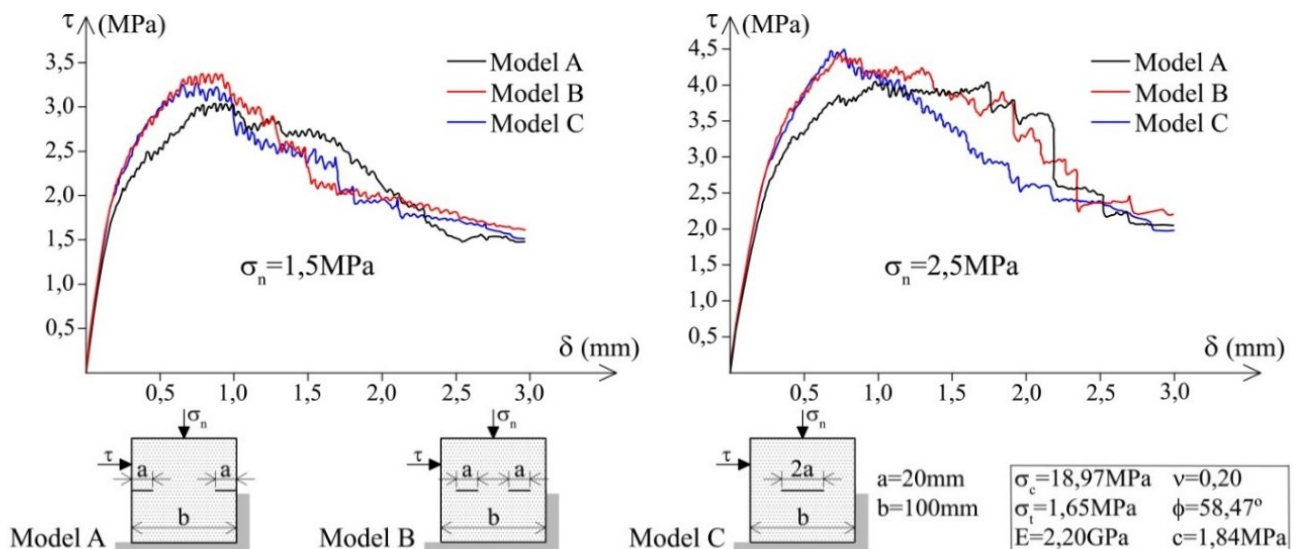 τ (MPa)
3,5
3,0
2,5
2,0
1,5
1,0
0,5
Model A
Model B
Model C
σn=1,5MPa
δ (mm)
0,5 1,0 1,5 2,0 2,5 3,0
τ (MPa)
4,5
4,0
3,5
3,0
2,5
2,0
1,5
1,0
0,5
Model A
Model B
Model C
σn=2,5MPa
δ (mm)
0,5 1,0 1,5 2,0 2,5 3,0
σn
τ
a a
b
Model A
σn
a a
b
Model B
σn
τ
2a
b
Model C
a=20mm
b=100mm
σc=18,97MPa ν=0,20
σt=1,65MPa ϕ=58,47º
E=2,20GPa c=1,84MPa